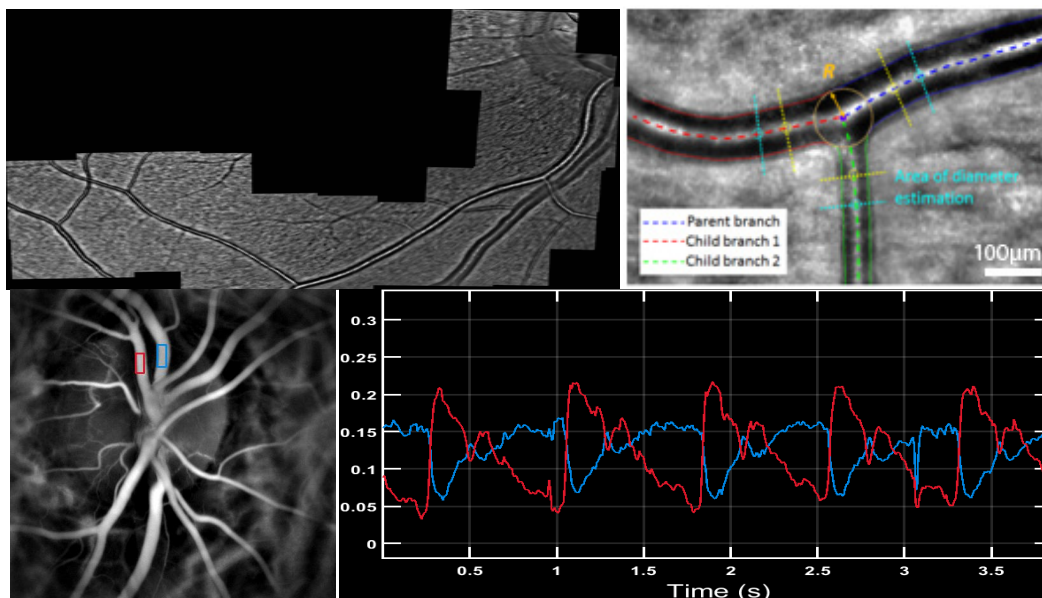 R
Area of diameter
estimation
Parent branch
Child branch 1
Child branch 2
100μm
0.3
0.25
0.2
0.15
0.1
0.05
0
0.5 1 1.5 2 2.5 3 3.5
Time (s)